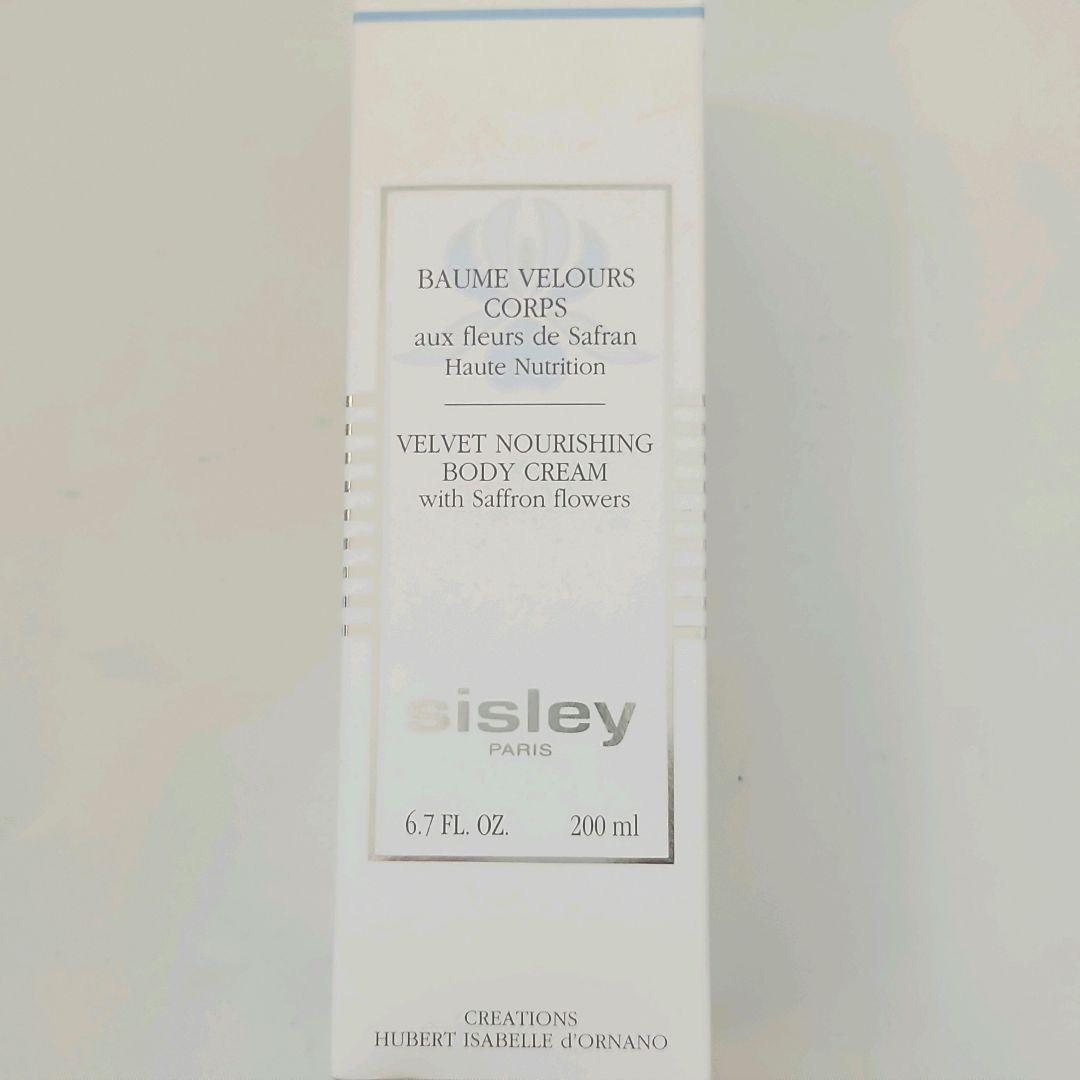 BAUME VELOURS
CORPS
aux fleurs de Safran
Haute Nutrition
VELVET NOURISHING
BODY CREAM
with Saffron flowers
sisley
PARIS
6.7 FL. OZ. 200 ml
CREATIONS
HUBERT ISABELLE d'ORNANO